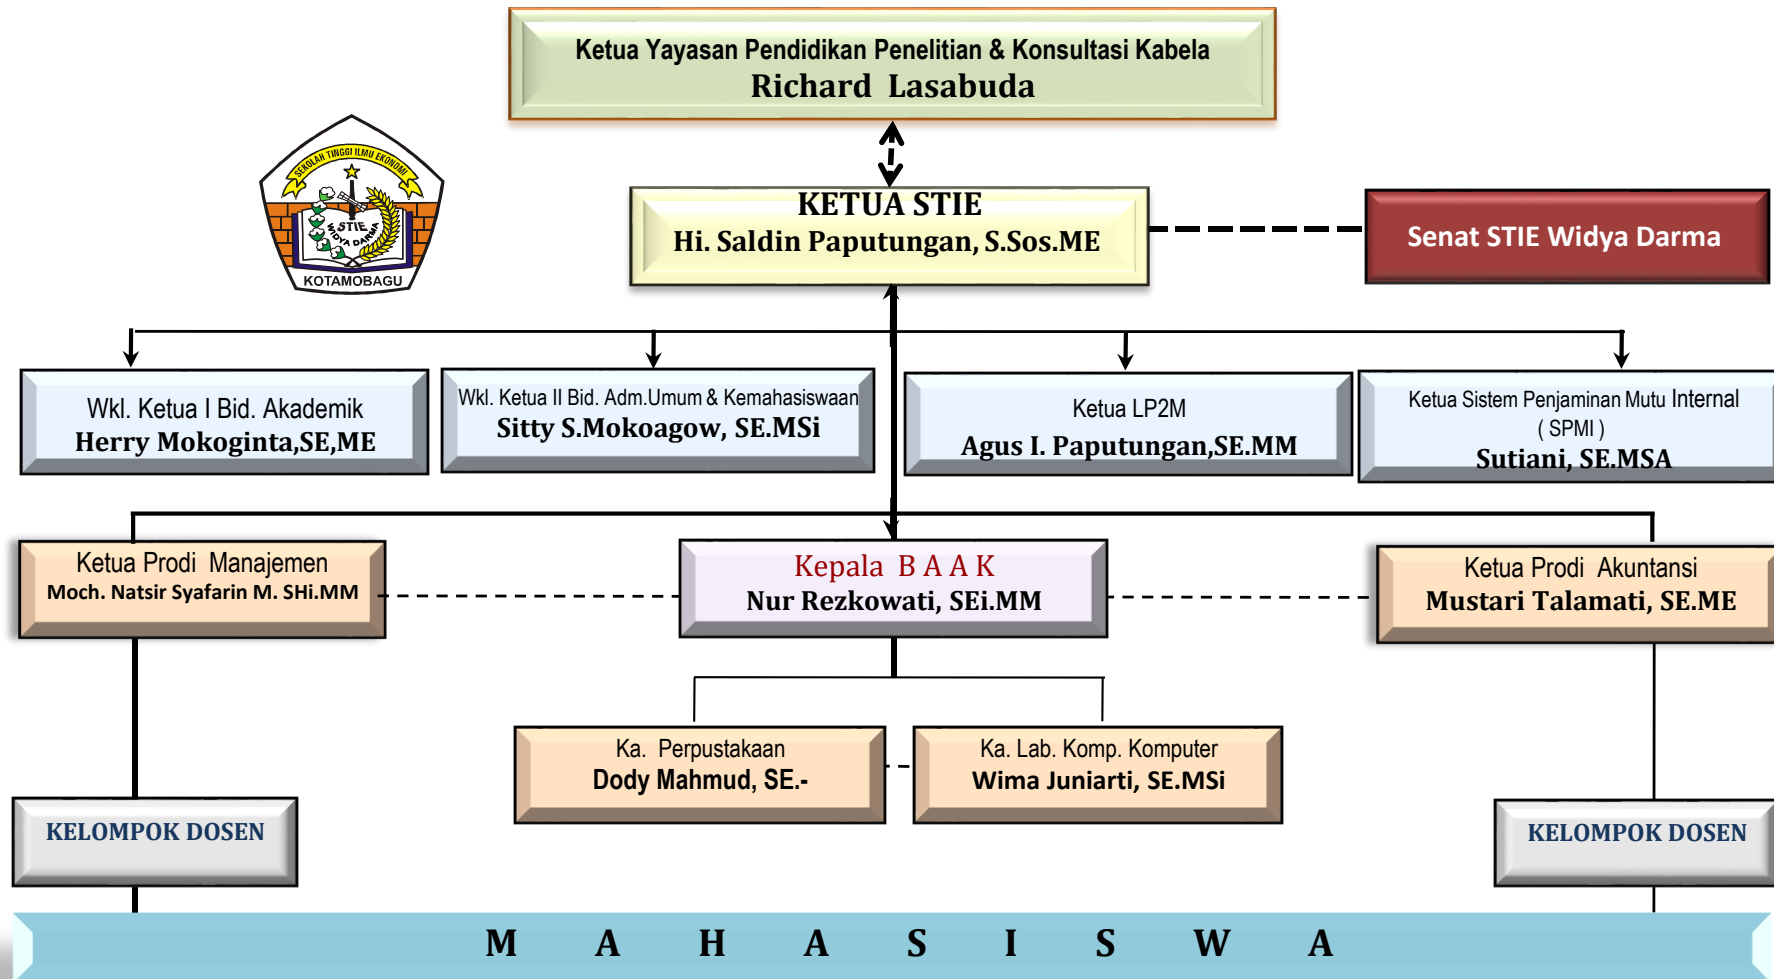 Ketua Yayasan Pendidikan Penelitian & Konsultasi Kabela
Richard Lasabuda
SEKOLAH TINGGI ILMU EKONOMI
STIE
WIDYA DARMA
KOTAMOBAGU
KETUA STIE
Hi. Saldin Paputungan, S.Sos.ME
Senat STIE Widya Darma
Wkl. Ketua I Bid. Akademik
Herry Mokoginta,SE,ME
Wkl. Ketua II Bid. Adm.Umum & Kemahasiswaan
Sitty S.Mokoagow, SE.MSi
Ketua LP2M
Agus I. Paputungan,SE.MM
Ketua Sistem Penjaminan Mutu Internal
( SPMI )
Sutiani, SE.MSA
Ketua Prodi Manajemen
Moch. Natsir Syafarin M. SHi.MM
Kepala B A A K
Nur Rezkowati, SEi.MM
Ketua Prodi Akuntansi
Mustari Talamati, SE.ME
Ka. Perpustakaan
Dody Mahmud, SE.-
Ka. Lab. Komp. Komputer
Wima Juniarti, SE.MSi
KELOMPOK DOSEN
KELOMPOK DOSEN
M A H A S I S W A